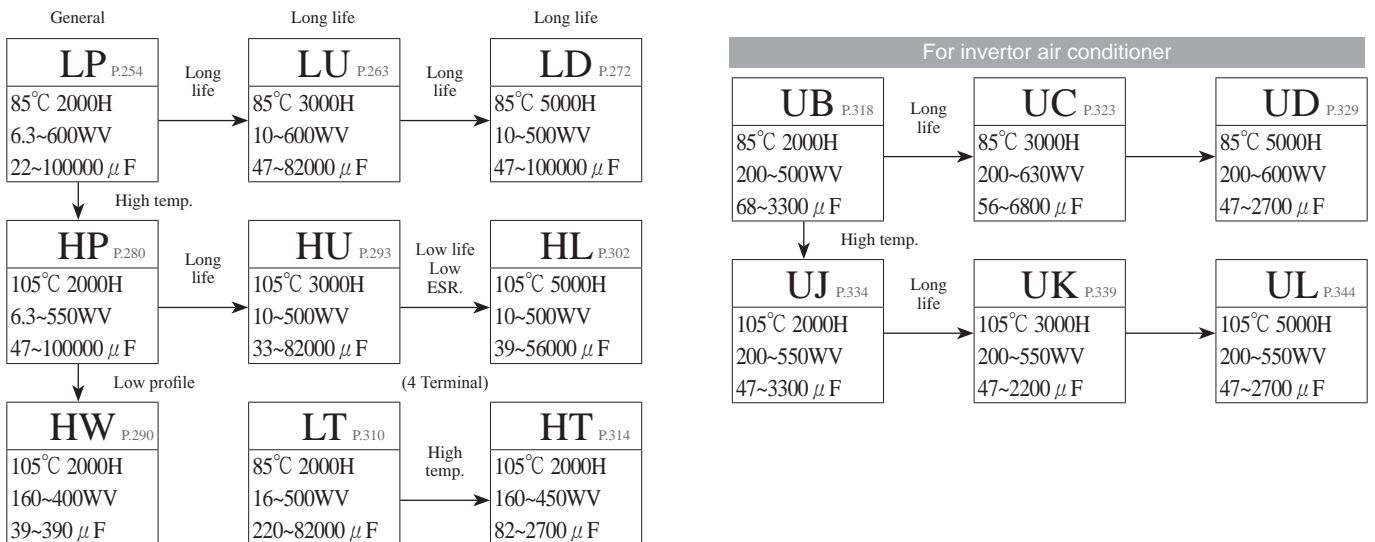 General
Long life
Long life
LP P.254
85℃ 2000H
6.3~600WV
22~100000 μF
Long
life
LU P.263
85℃ 3000H
10~600WV
47~82000 μF
Long
life
LD P.272
85℃ 5000H
10~500WV
47~100000 μF
High temp.
HP P.280
105℃ 2000H
6.3~550WV
47~100000 μF
Long
life
HU P.293
105℃ 3000H
10~500WV
33~82000 μF
Low life
Low
ESR.
HL P.302
105℃ 5000H
10~500WV
39~56000 μF
Low profile
(4 Terminal)
HW P.290
105℃ 2000H
160~400WV
39~390 μF
LT P.310
85℃ 2000H
16~500WV
220~82000 μF
High
temp.
HT P.314
105℃ 2000H
160~450WV
82~2700 μF
For invertor air conditioner
UB P.318
85℃ 2000H
200~500WV
68~3300 μF
Long
life
UC P.323
85℃ 3000H
200~630WV
56~6800 μF
UD P.329
85℃ 5000H
200~600WV
47~2700 μF
High temp.
UJ P.334
105℃ 2000H
200~550WV
47~3300 μF
Long
life
UK P.339
105℃ 3000H
200~550WV
47~2200 μF
UL P.344
105℃ 5000H
200~550WV
47~2700 μF